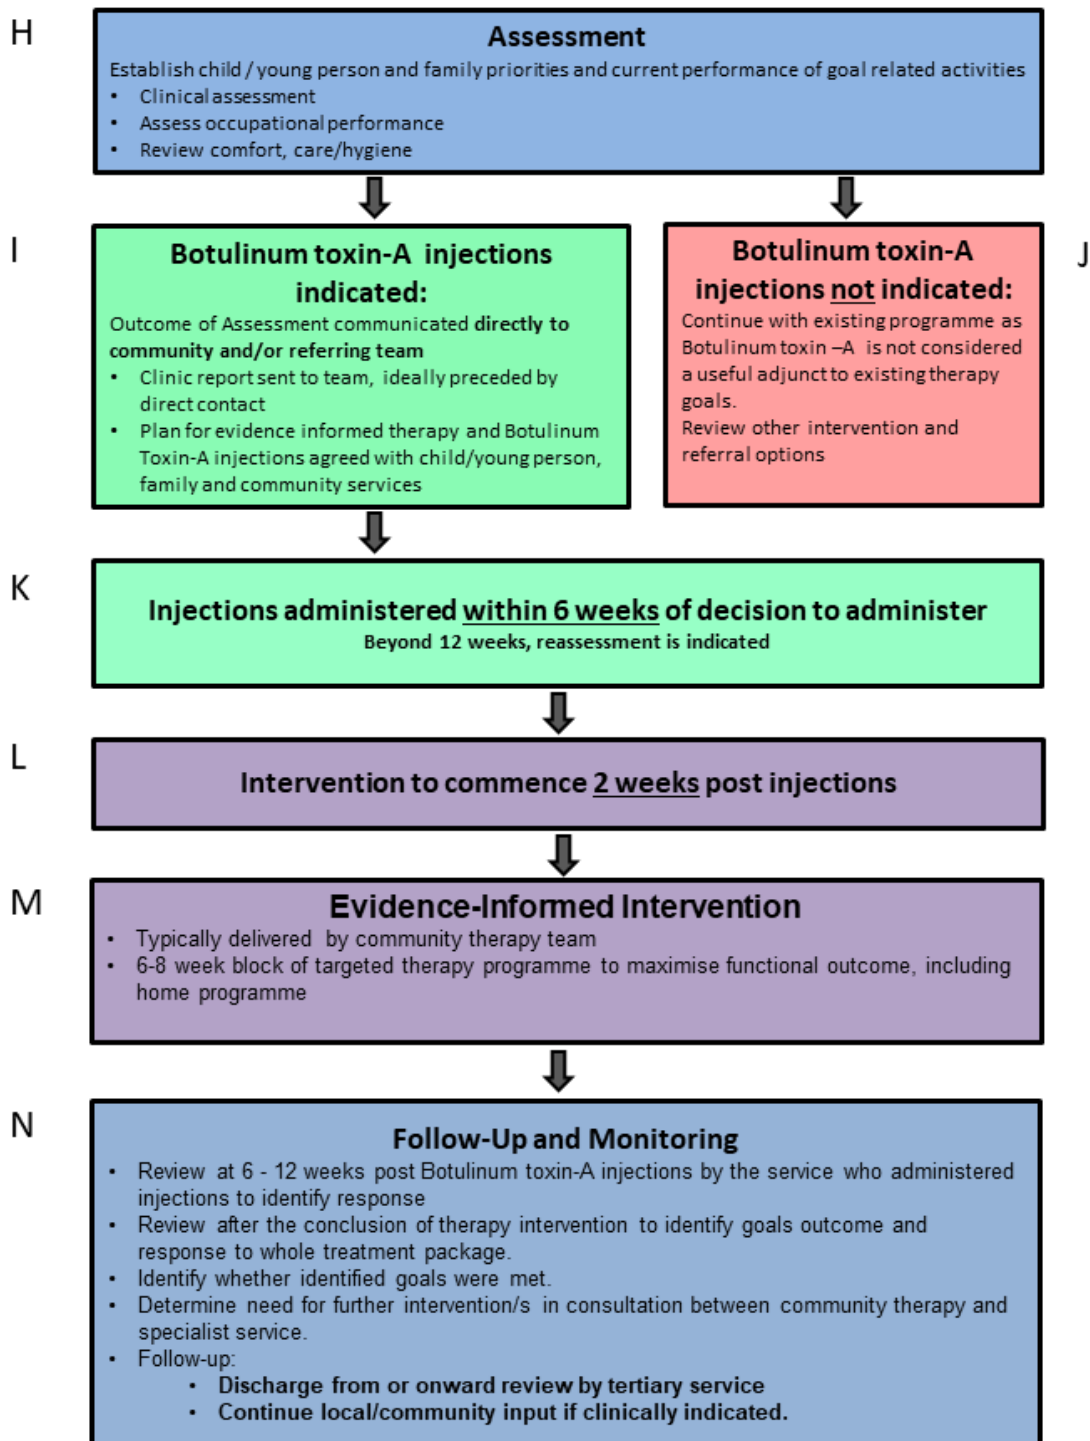 H
Assessment
Establish child / young person and family priorities and current performance of goal related activities
• Clinical assessment
• Assess occupational performance
• Review comfort, care/hygiene
I
Botulinum toxin-A injections
indicated:
Outcome of Assessment communicated directly to
community and/or referring team
• Clinic report sent to team, ideally preceded by
direct contact
• Plan for evidence informed therapy and Botulinum
Toxin-A injections agreed with child/young person,
family and community services
J
Botulinum toxin-A
injections not indicated:
Continue with existing programme as
Botulinum toxin –A is not considered
a useful adjunct to existing therapy
goals.
Review other intervention and
referral options
K
Injections administered within 6 weeks of decision to administer
Beyond 12 weeks, reassessment is indicated
L
Intervention to commence 2 weeks post injections
M
Evidence-Informed Intervention
• Typically delivered by community therapy team
• 6-8 week block of targeted therapy programme to maximise functional outcome, including
home programme
N
Follow-Up and Monitoring
• Review at 6 - 12 weeks post Botulinum toxin-A injections by the service who administered
injections to identify response
• Review after the conclusion of therapy intervention to identify goals outcome and
response to whole treatment package.
• Identify whether identified goals were met.
• Determine need for further intervention/s in consultation between community therapy and
specialist service.
• Follow-up:
• Discharge from or onward review by tertiary service
• Continue local/community input if clinically indicated.